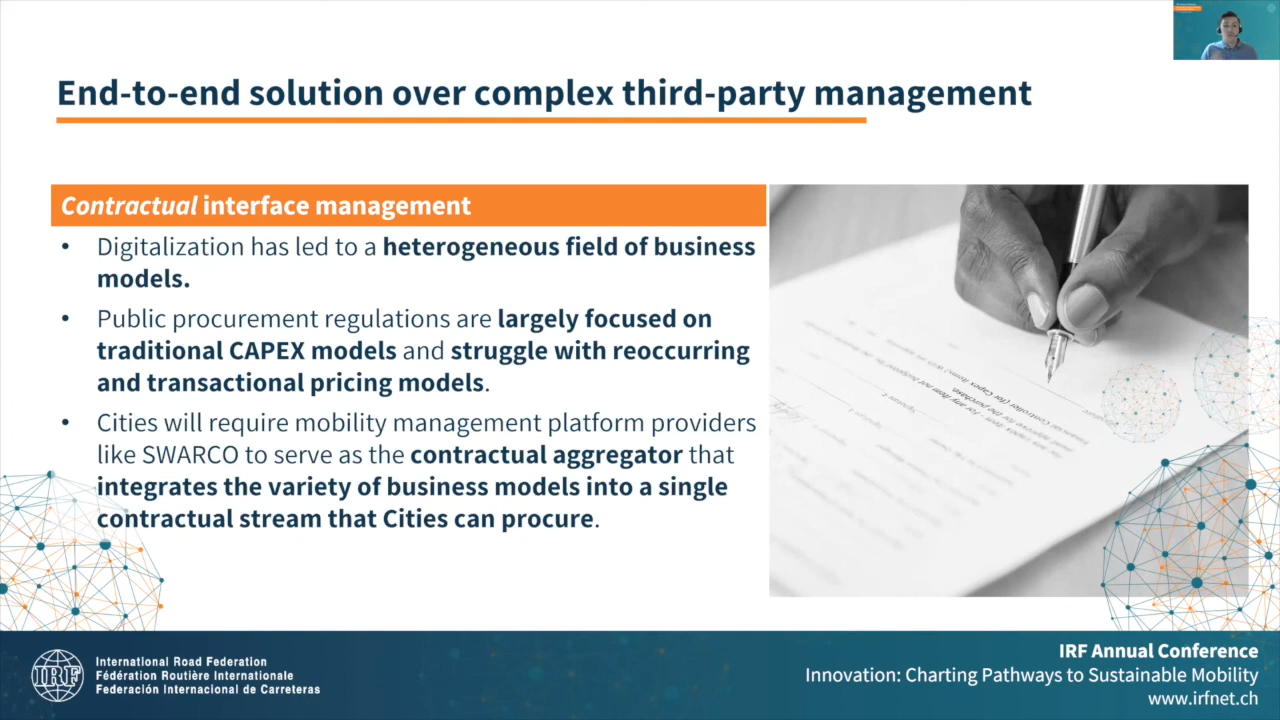 End-to-end solution over complex third-party management
Contractual interface management
• Digitalization has led to a heterogeneous field of business
models.
• Public procurement regulations are largely focused on
traditional CAPEX models and struggle with reoccurring
and transactional pricing models.
• Cities will require mobility management platform providers
like SWARCO to serve as the contractual aggregator that
integrates the variety of business models into a single
contractual stream that Cities can procure.
IRF
International Road Federation
Fédération Routière Internationale
Federación Internacional de Carreteras
IRF Annual Conference
Innovation: Charting Pathways to Sustainable Mobility
www.irfnet.ch